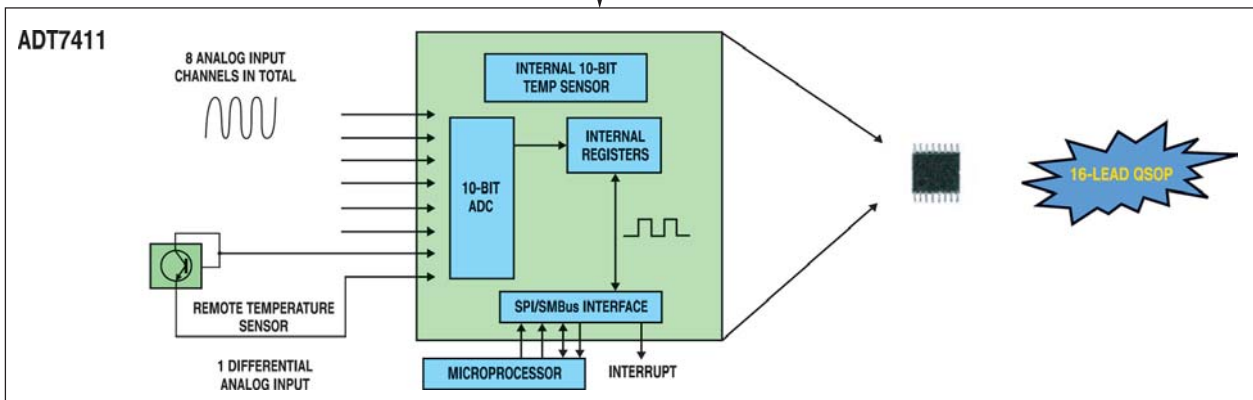 ADT7411
8 ANALOG INPUT
CHANNELS IN TOTAL
INTERNAL 10-BIT
TEMP SENSOR
INTERNAL
REGISTERS
10-BIT
ADC
16-LEAD QSOP
REMOTE TEMPERATURE
SENSOR
SPI/SMBus INTERFACE
1 DIFFERENTIAL
ANALOG INPUT
MICROPROCESSOR
INTERRUPT